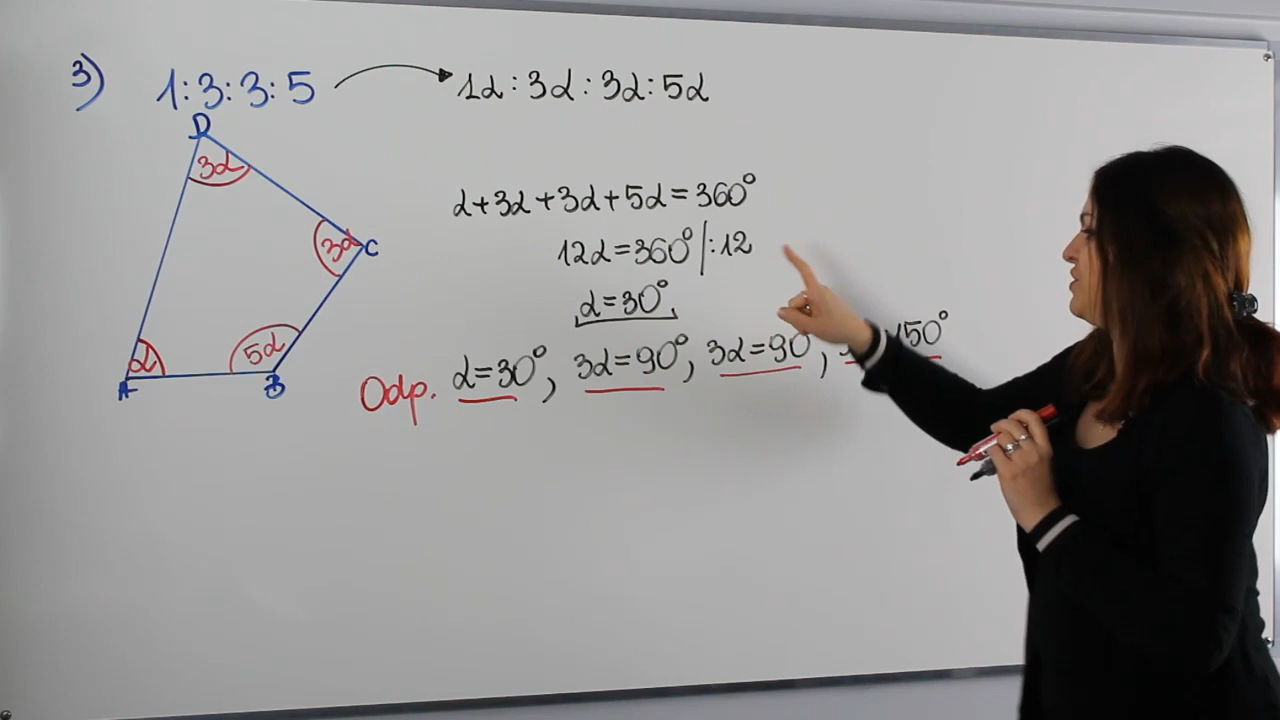 3) 1:3:3:5 → 1α : 3α : 3α : 5α
D
3α
α+3α+3α+5α=360°
3α C
12α=360° |:12
α=30°
α 5α
A B
Odp. α=30°, 3α=90°, 3α=90°, 150°